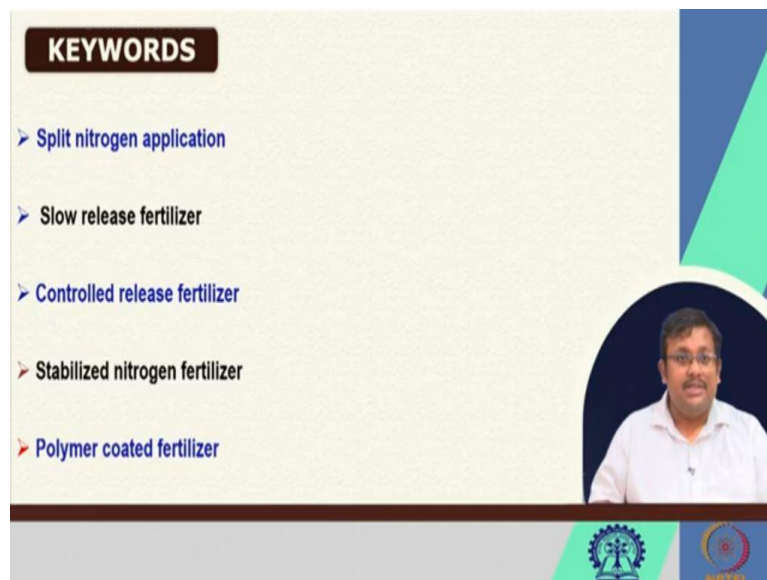 KEYWORDS
Split nitrogen application
Slow release fertilizer
Controlled release fertilizer
Stabilized nitrogen fertilizer
Polymer coated fertilizer